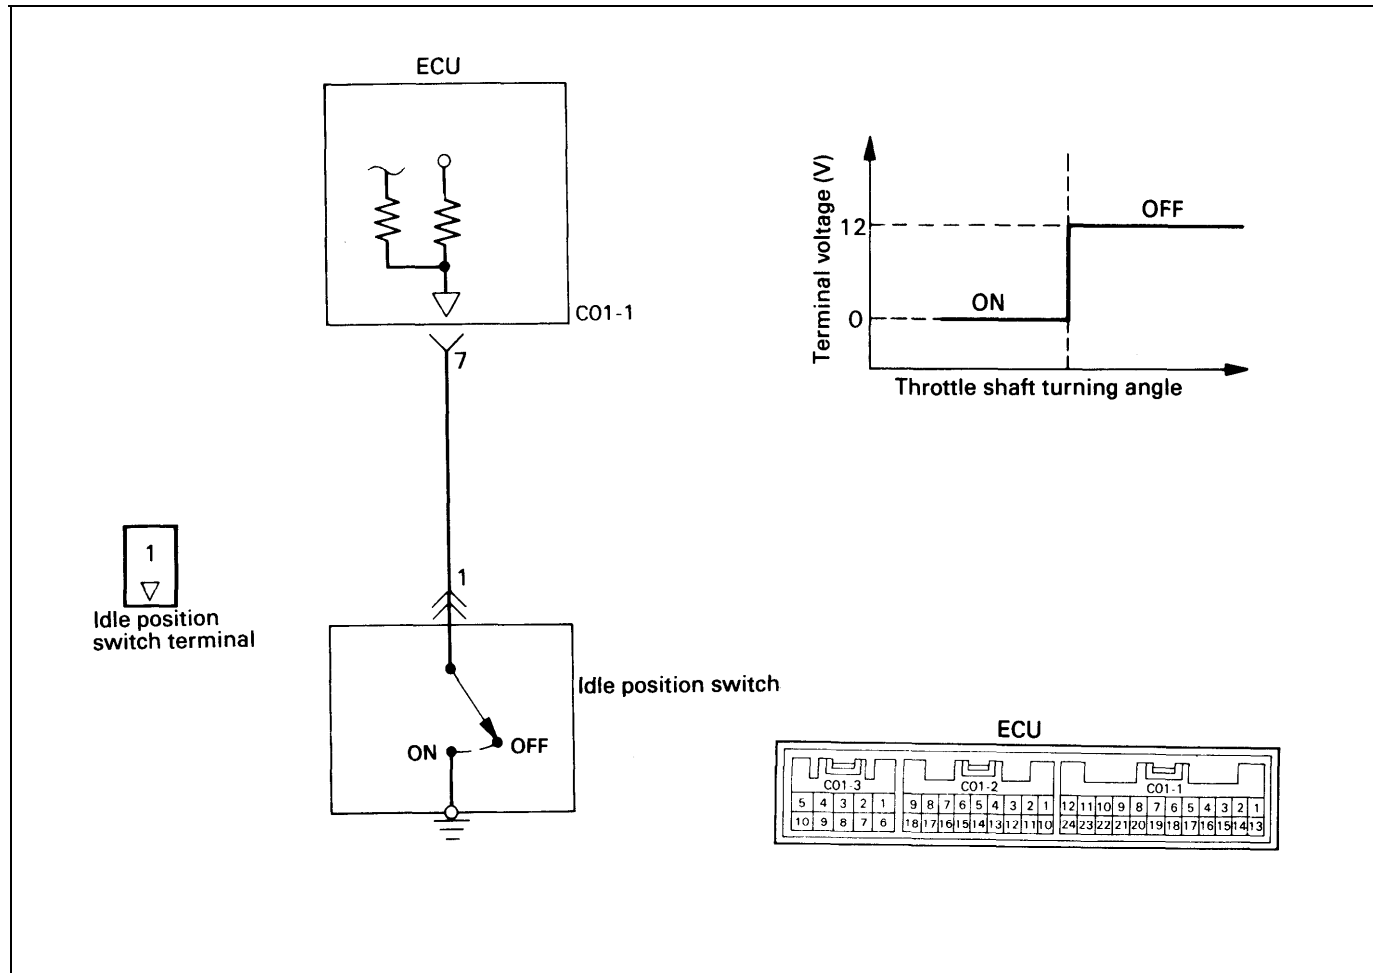 ECU
CO1-1
7
1
1
Idle position
switch terminal
Idle position switch
ON
OFF
Terminal voltage (V)
12
0
OFF
ON
Throttle shaft turning angle
ECU
CO1-3
CO1-2
CO1-1
5 4 3 2 1
10 9 8 7 6
9 8 7 6 5 4 3 2 1
18 17 16 15 14 13 12 11 10
12 11 10 9 8 7 6 5 4 3 2 1
24 23 22 21 20 19 18 17 16 15 14 13